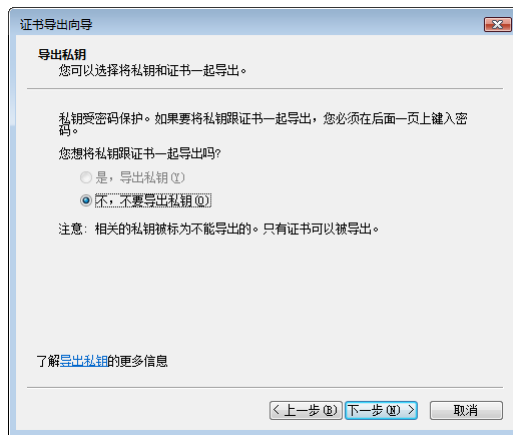 证书导出向导
导出私钥
您可以选择将私钥和证书一起导出。
私钥受密码保护。如果要将私钥跟证书一起导出，您必须在后面一页上键入密
码。
您想将私钥跟证书一起导出吗?
是，导出私钥(Y)
不，不要导出私钥(O)
注意: 相关的私钥被标为不能导出的。只有证书可以被导出。
了解导出私钥的更多信息
< 上一步(B) 下一步(N) > 取消